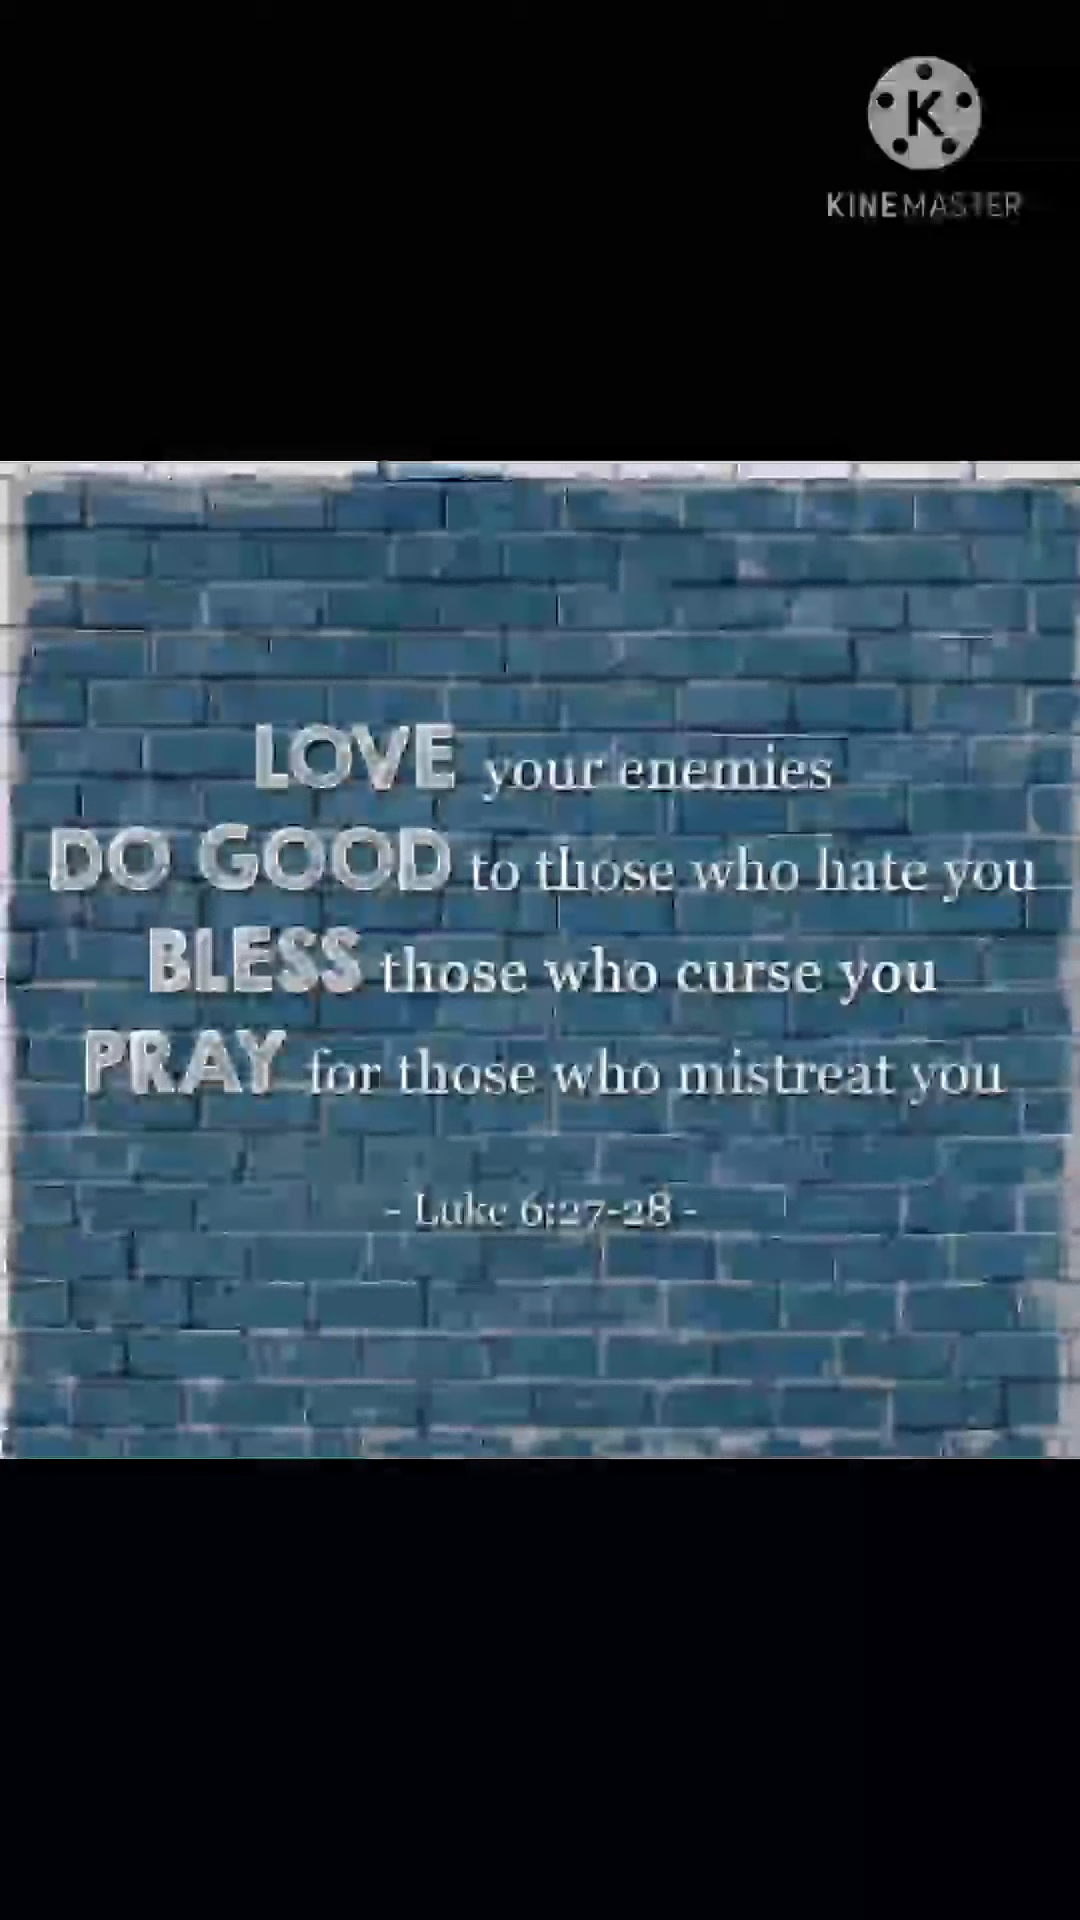 K
KINEMASTER
LOVE your enemies
DO GOOD to those who hate you
BLESS those who curse you
PRAY for those who mistreat you
- Luke 6:27-28 -